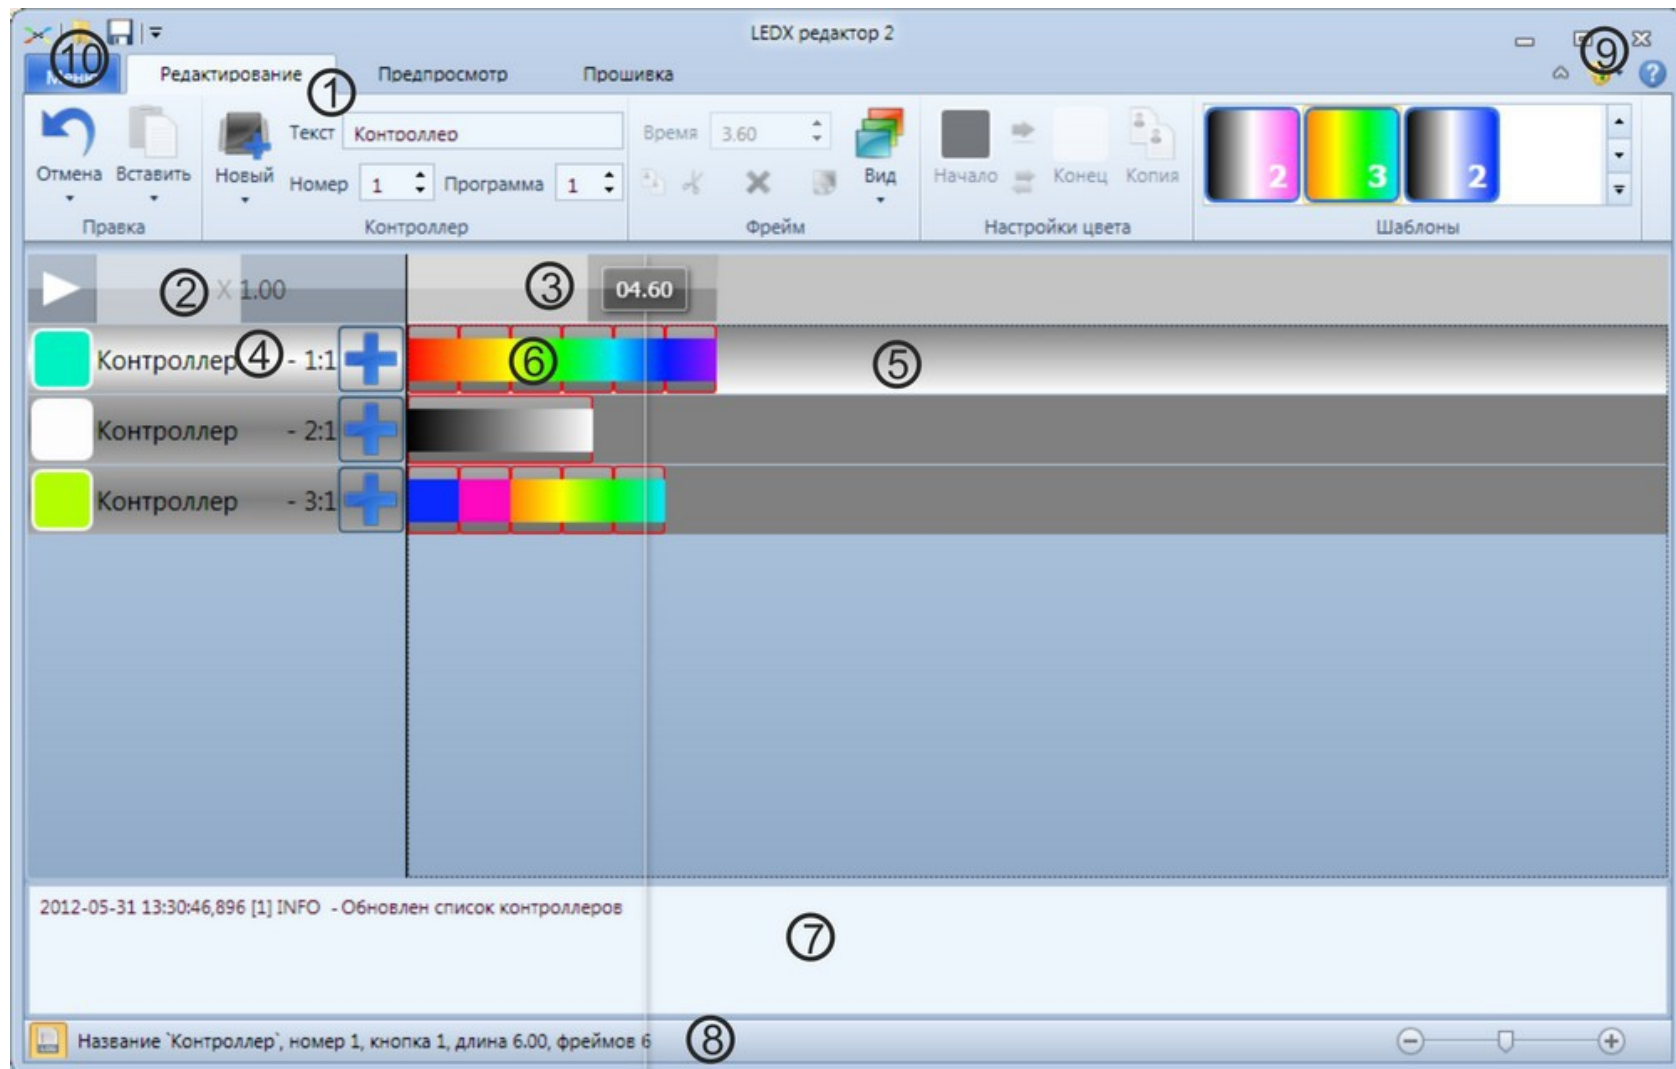 LEDX редактор 2
10
9
Меню Редактирование Предпросмотр Прошивка
1
Текст Контроллер Время 3.60
Отмена Вставить Новый Номер 1 Программа 1 Вид Начало Конец Копия 2 3 2
Правка Контроллер Фрейм Настройки цвета Шаблоны
2 X 1.00 3 04.60
Контроллер 4 - 1:1 6 5
Контроллер - 2:1
Контроллер - 3:1
2012-05-31 13:30:46,896 [1] INFO - Обновлен список контроллеров
7
Название `Контроллер`, номер 1, кнопка 1, длина 6.00, фреймов 6 8